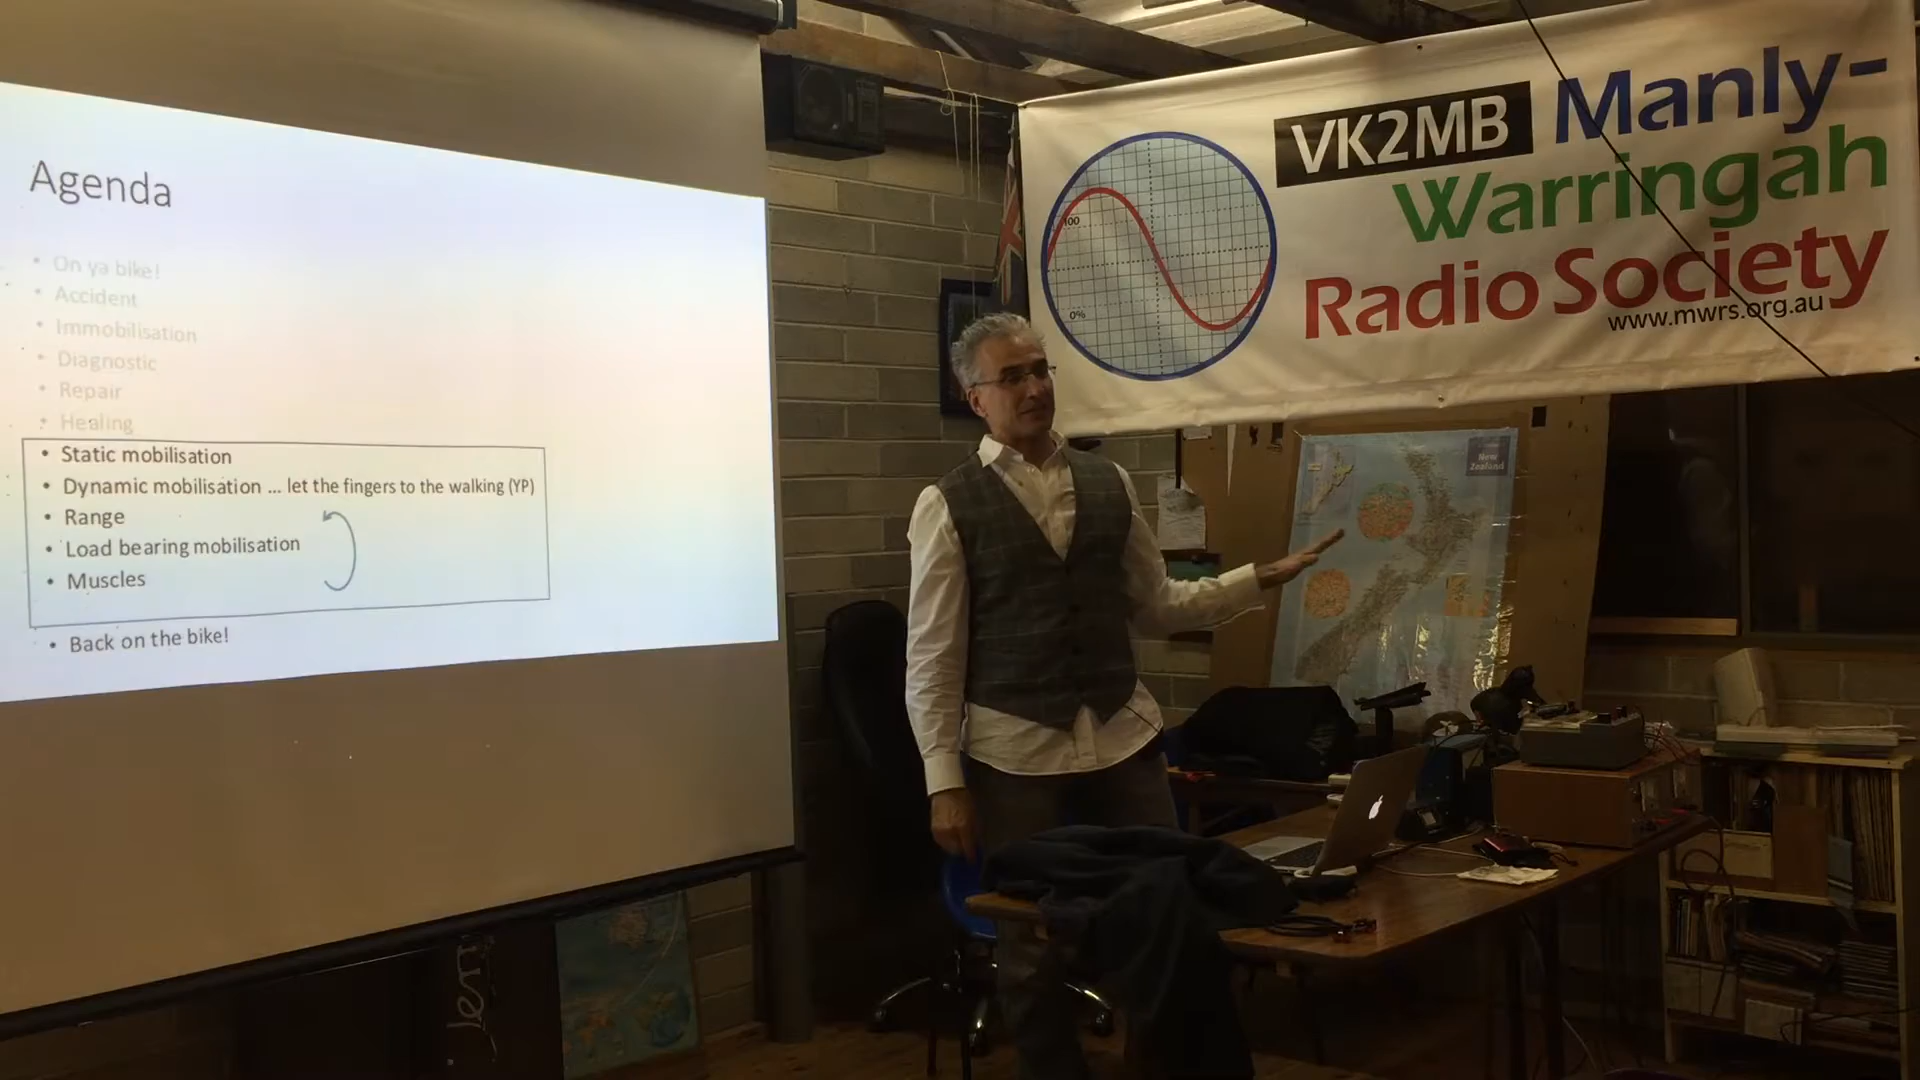 Agenda
• On ya bike!
• Accident
• Immobilisation
• Diagnostic
• Repair
• Healing
• Static mobilisation
• Dynamic mobilisation ... let the fingers to the walking (YP)
• Range
• Load bearing mobilisation
• Muscles
• Back on the bike!
VK2MB Manly-
Warringah
Radio Society
www.mwrs.org.au
100
0%
New
Zealand